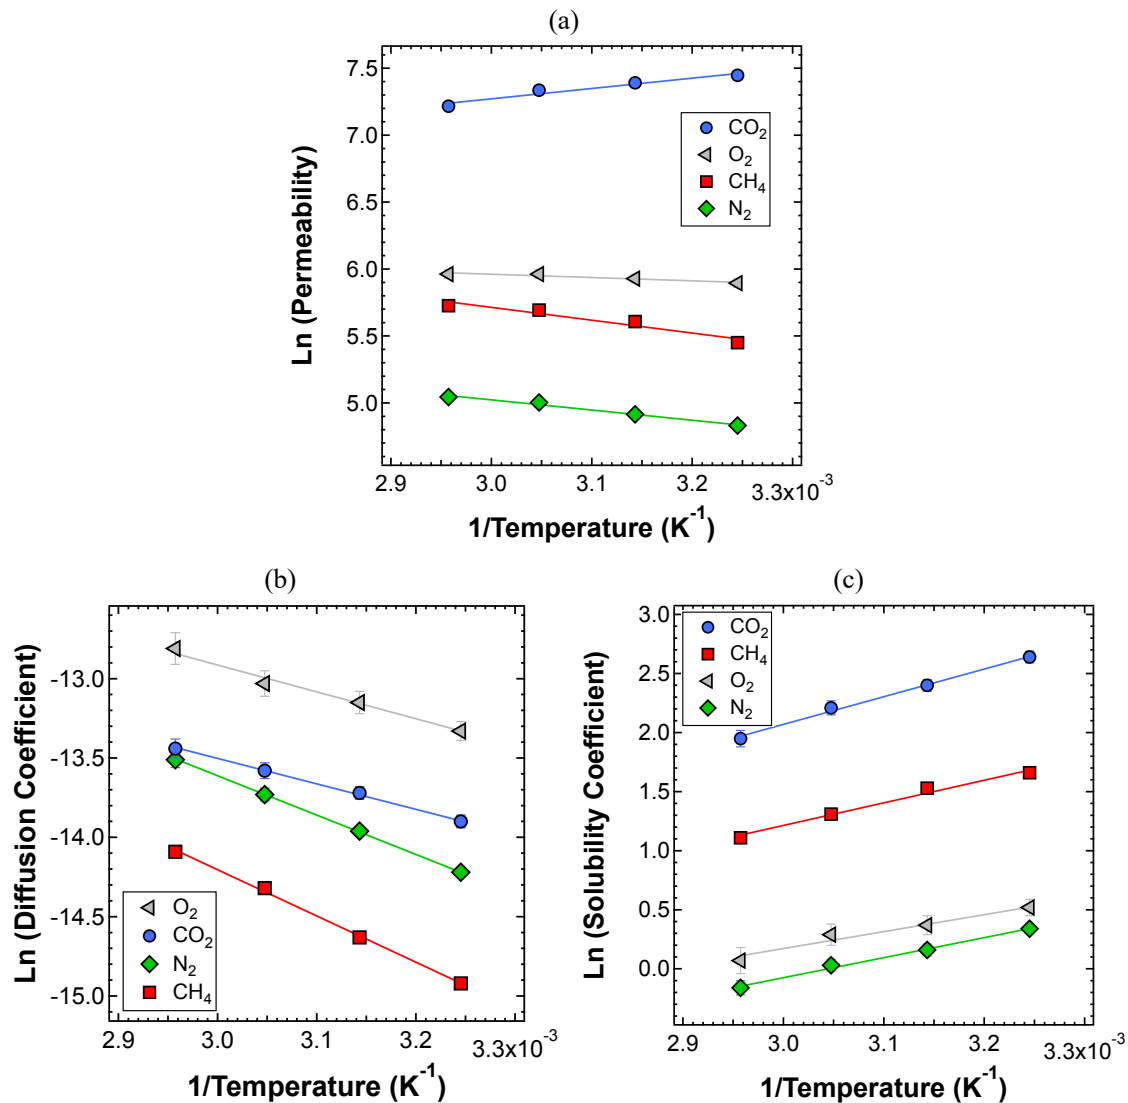 (a)
Ln (Permeability)
7.5
7.0
6.5
6.0
5.5
5.0
CO2
O2
CH4
N2
2.9 3.0 3.1 3.2 3.3x10-3
1/Temperature (K-1)
(b)
Ln (Diffusion Coefficient)
-13.0
-13.5
-14.0
-14.5
-15.0
O2
CO2
N2
CH4
2.9 3.0 3.1 3.2 3.3x10-3
1/Temperature (K-1)
(c)
Ln (Solubility Coefficient)
3.0
2.5
2.0
1.5
1.0
0.5
0.0
CO2
CH4
O2
N2
2.9 3.0 3.1 3.2 3.3x10-3
1/Temperature (K-1)